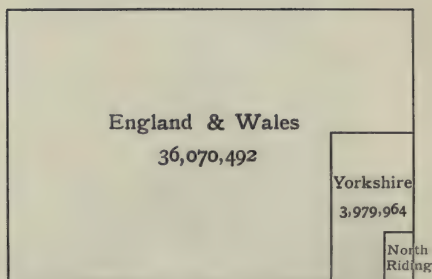 England & Wales
36,070,492
Yorkshire
3,979,964
North
Riding